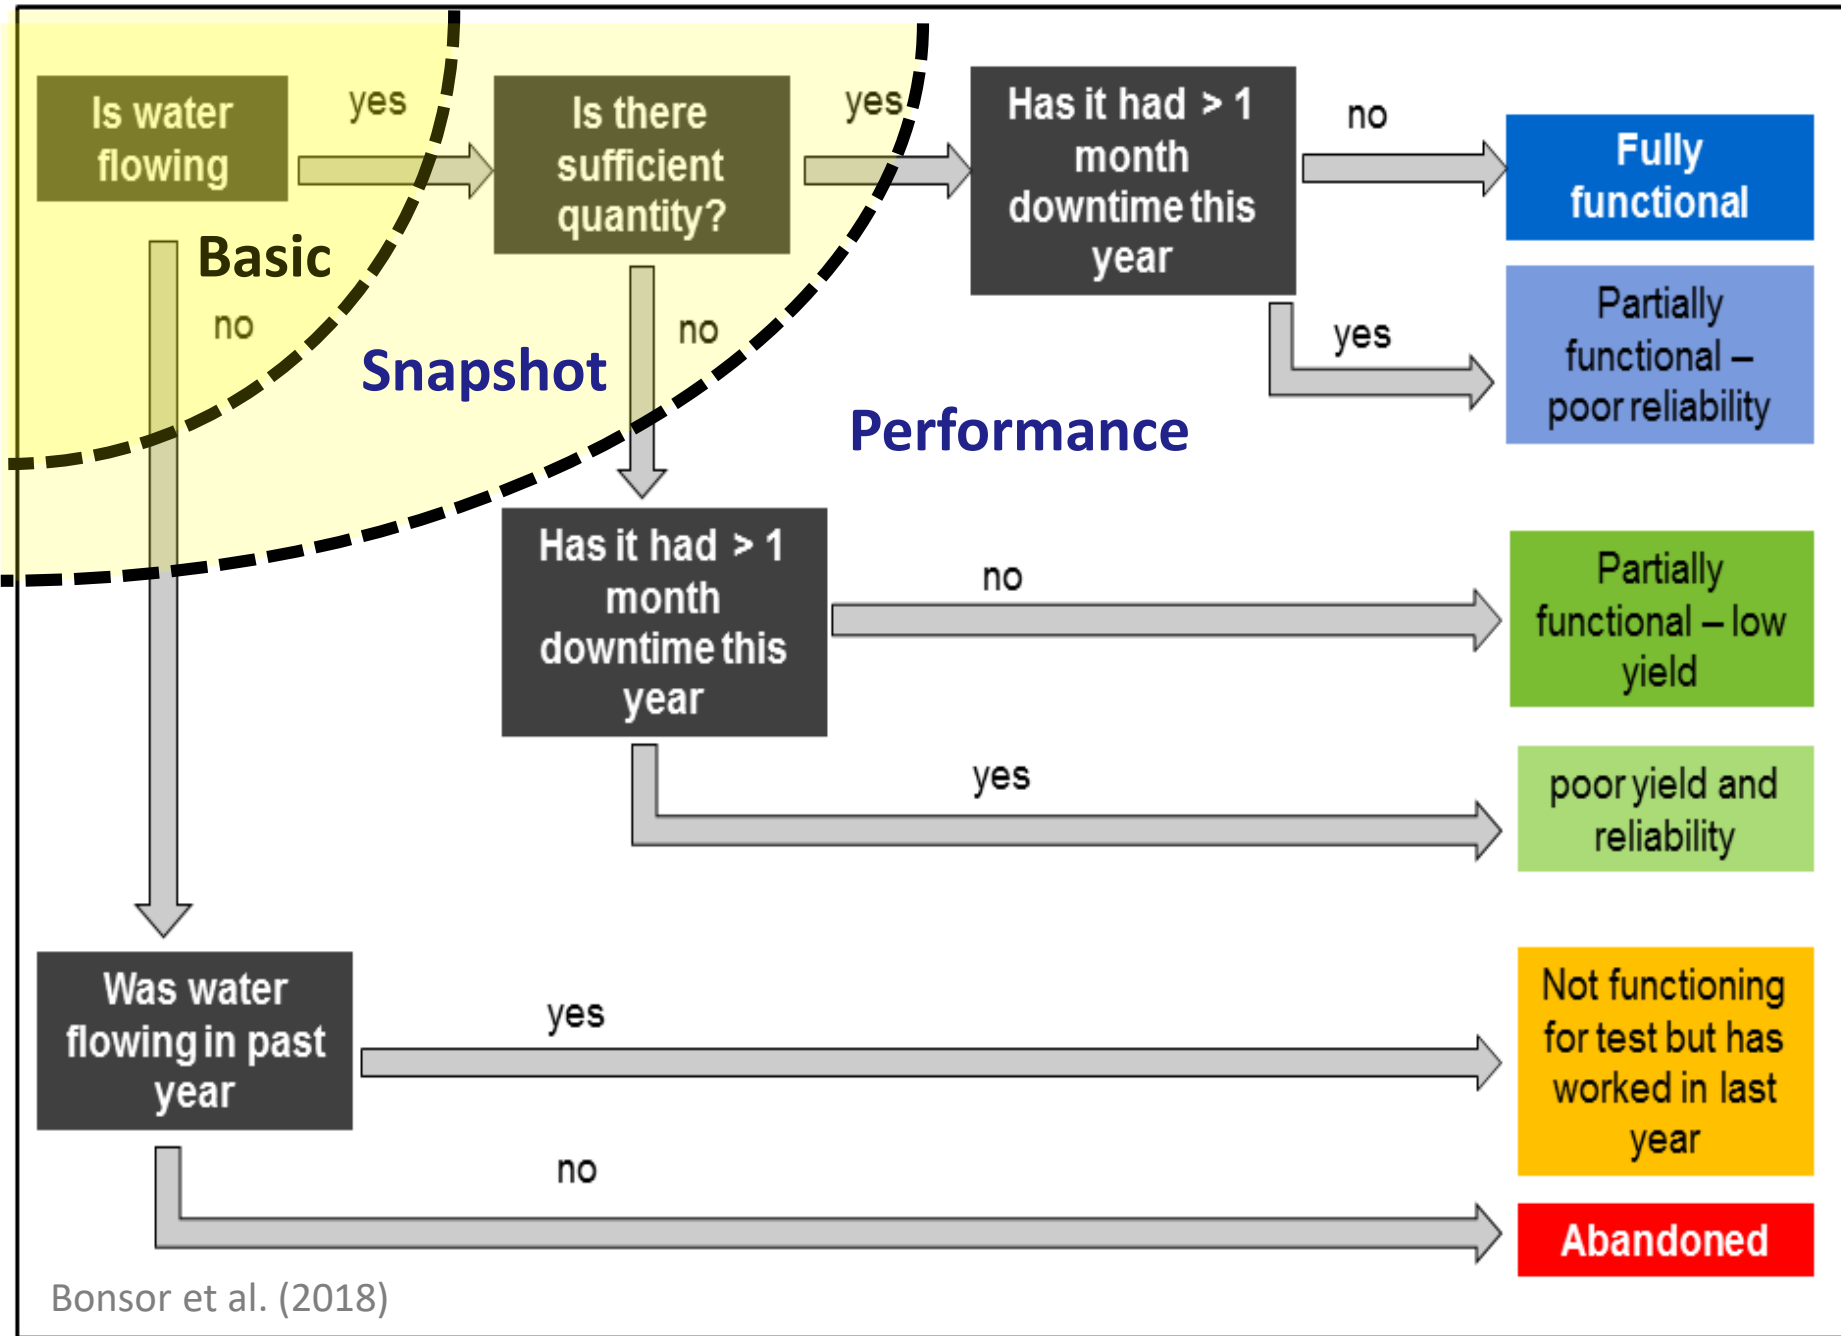 Is water
flowing
yes
Is there
sufficient
quantity?
yes
Has it had > 1
month
downtime this
year
no
Fully
functional
Basic
no
Snapshot
no
Performance
yes
Partially
functional –
poor reliability
Has it had > 1
month
downtime this
year
no
Partially
functional – low
yield
yes
poor yield and
reliability
Was water
flowing in past
year
yes
Not functioning
for test but has
worked in last
year
no
Abandoned
Bonsor et al. (2018)